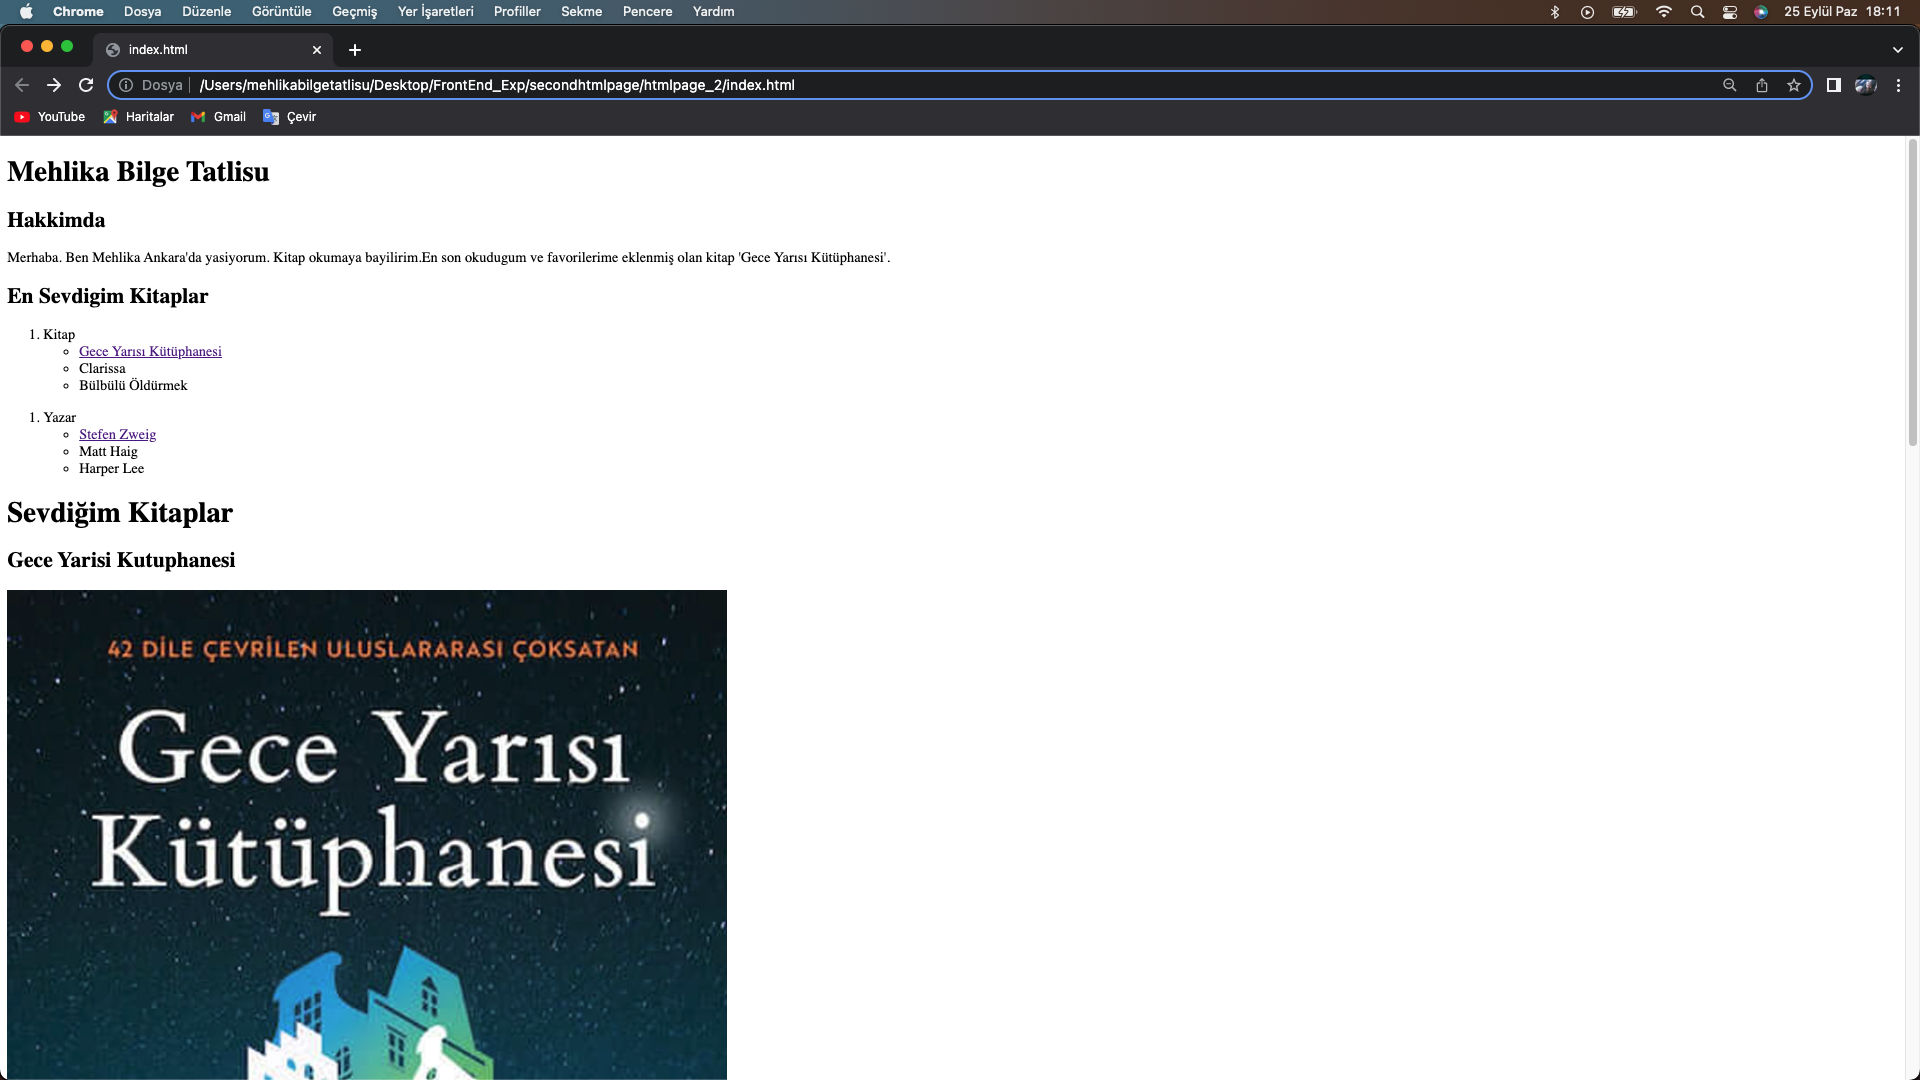 Chrome Dosya Düzenle Görüntüle Geçmiş Yer İşaretleri Profiller Sekme Pencere Yardım 25 Eylül Paz 18:11
index.html
Dosya /Users/mehlikabilgetatlisu/Desktop/FrontEnd_Exp/secondhtmlpage/htmlpage_2/index.html
YouTube Haritalar Gmail Çevir
Mehlika Bilge Tatlisu
Hakkimda
Merhaba. Ben Mehlika Ankara'da yasiyorum. Kitap okumaya bayilirim.En son okudugum ve favorilerime eklenmiş olan kitap 'Gece Yarısı Kütüphanesi'.
En Sevdigim Kitaplar
1. Kitap
Gece Yarısı Kütüphanesi
Clarissa
Bülbülü Öldürmek
1. Yazar
Stefen Zweig
Matt Haig
Harper Lee
Sevdiğim Kitaplar
Gece Yarisi Kutuphanesi
42 DİLE ÇEVRİLEN ULUSLARARASI ÇOKSATAN
Gece Yarısı
Kütüphanesi